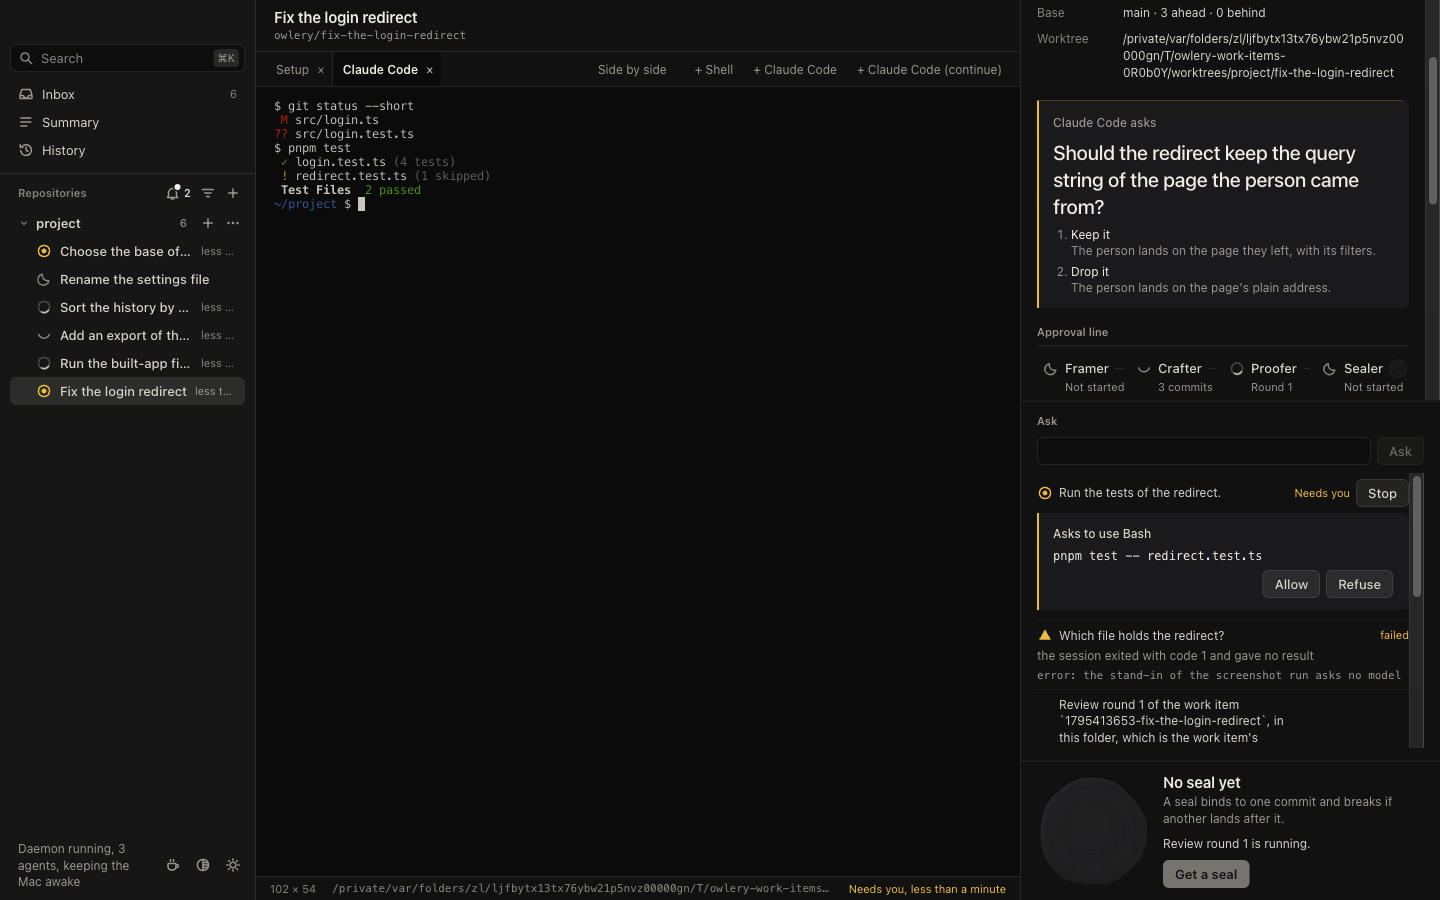 Search ⌘K
Inbox 6
Summary
History
Repositories 2
project 6
Choose the base of... less ...
Rename the settings file
Sort the history by ... less ...
Add an export of th... less ...
Run the built-app fi... less ...
Fix the login redirect less t...
Daemon running, 3
agents, keeping the
Mac awake
Fix the login redirect
owlery/fix-the-login-redirect
Setup × Claude Code × Side by side + Shell + Claude Code + Claude Code (continue)
$ git status --short
M src/login.ts
?? src/login.test.ts
$ pnpm test
✓ login.test.ts (4 tests)
! redirect.test.ts (1 skipped)
Test Files 2 passed
~/project $
102 × 54 /private/var/folders/zl/ljfbytx13tx76ybw21p5nvz00000gn/T/owlery-work-items… Needs you, less than a minute
Base main · 3 ahead · 0 behind
Worktree /private/var/folders/zl/ljfbytx13tx76ybw21p5nvz00
000gn/T/owlery-work-items-
0R0b0Y/worktrees/project/fix-the-login-redirect
Claude Code asks
Should the redirect keep the query
string of the page the person came
from?
1. Keep it
The person lands on the page they left, with its filters.
2. Drop it
The person lands on the page's plain address.
Approval line
Framer Crafter Proofer Sealer
Not started 3 commits Round 1 Not started
Ask
Ask
Run the tests of the redirect. Needs you Stop
Asks to use Bash
pnpm test -- redirect.test.ts
Allow Refuse
Which file holds the redirect? failed
the session exited with code 1 and gave no result
error: the stand-in of the screenshot run asks no model
Review round 1 of the work item
`1795413653-fix-the-login-redirect`, in
this folder, which is the work item's
No seal yet
A seal binds to one commit and breaks if
another lands after it.
Review round 1 is running.
Get a seal